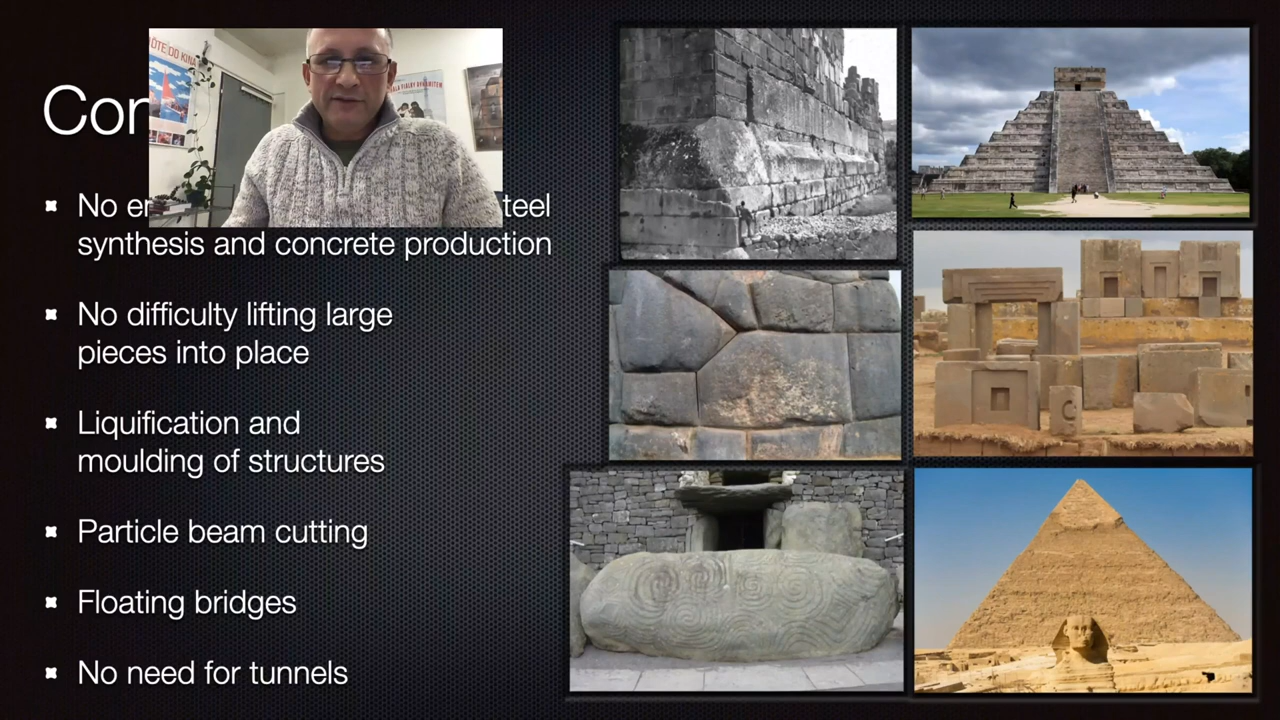 Con
No en
teel
synthesis and concrete production
No difficulty lifting large
pieces into place
Liquification and
moulding of structures
Particle beam cutting
Floating bridges
No need for tunnels